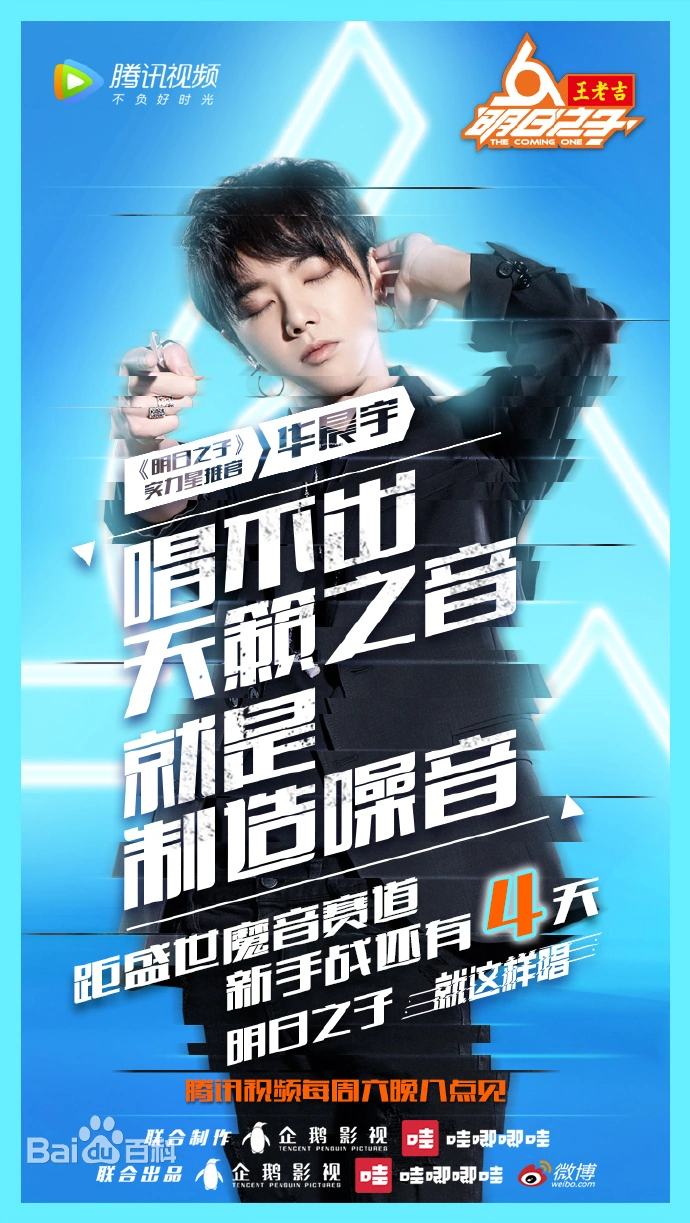 腾讯视频
不负好时光
王老吉
明日之子
THE COMING ONE
《明日之子》
实力星推官
华晨宇
唱不出
天籁之音
就是
制造噪音
距盛世魔音赛道
新手战还有4天
明日之子 就这样唱
腾讯视频每周六晚八点见
联合制作 企鹅影视 TENCENT PENGUIN PICTURES 哇 哇唧唧哇
联合出品 企鹅影视 TENCENT PENGUIN PICTURES 哇 哇唧唧哇 微博 weibo.com
Baidu百科